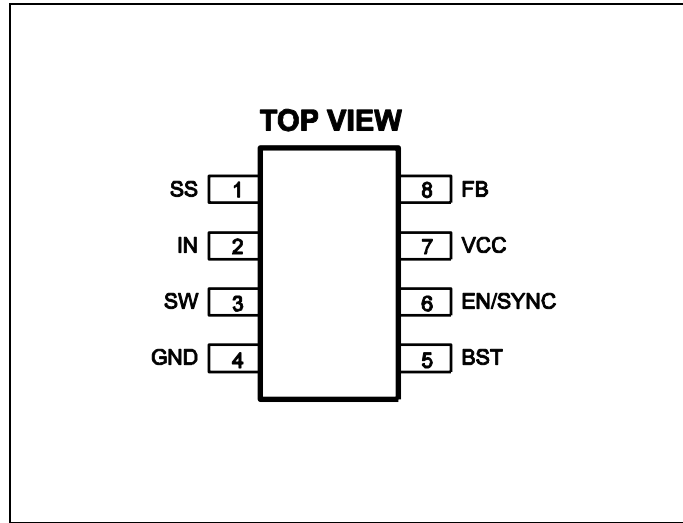 TOP VIEW
SS 1 8 FB
IN 2 7 VCC
SW 3 6 EN/SYNC
GND 4 5 BST